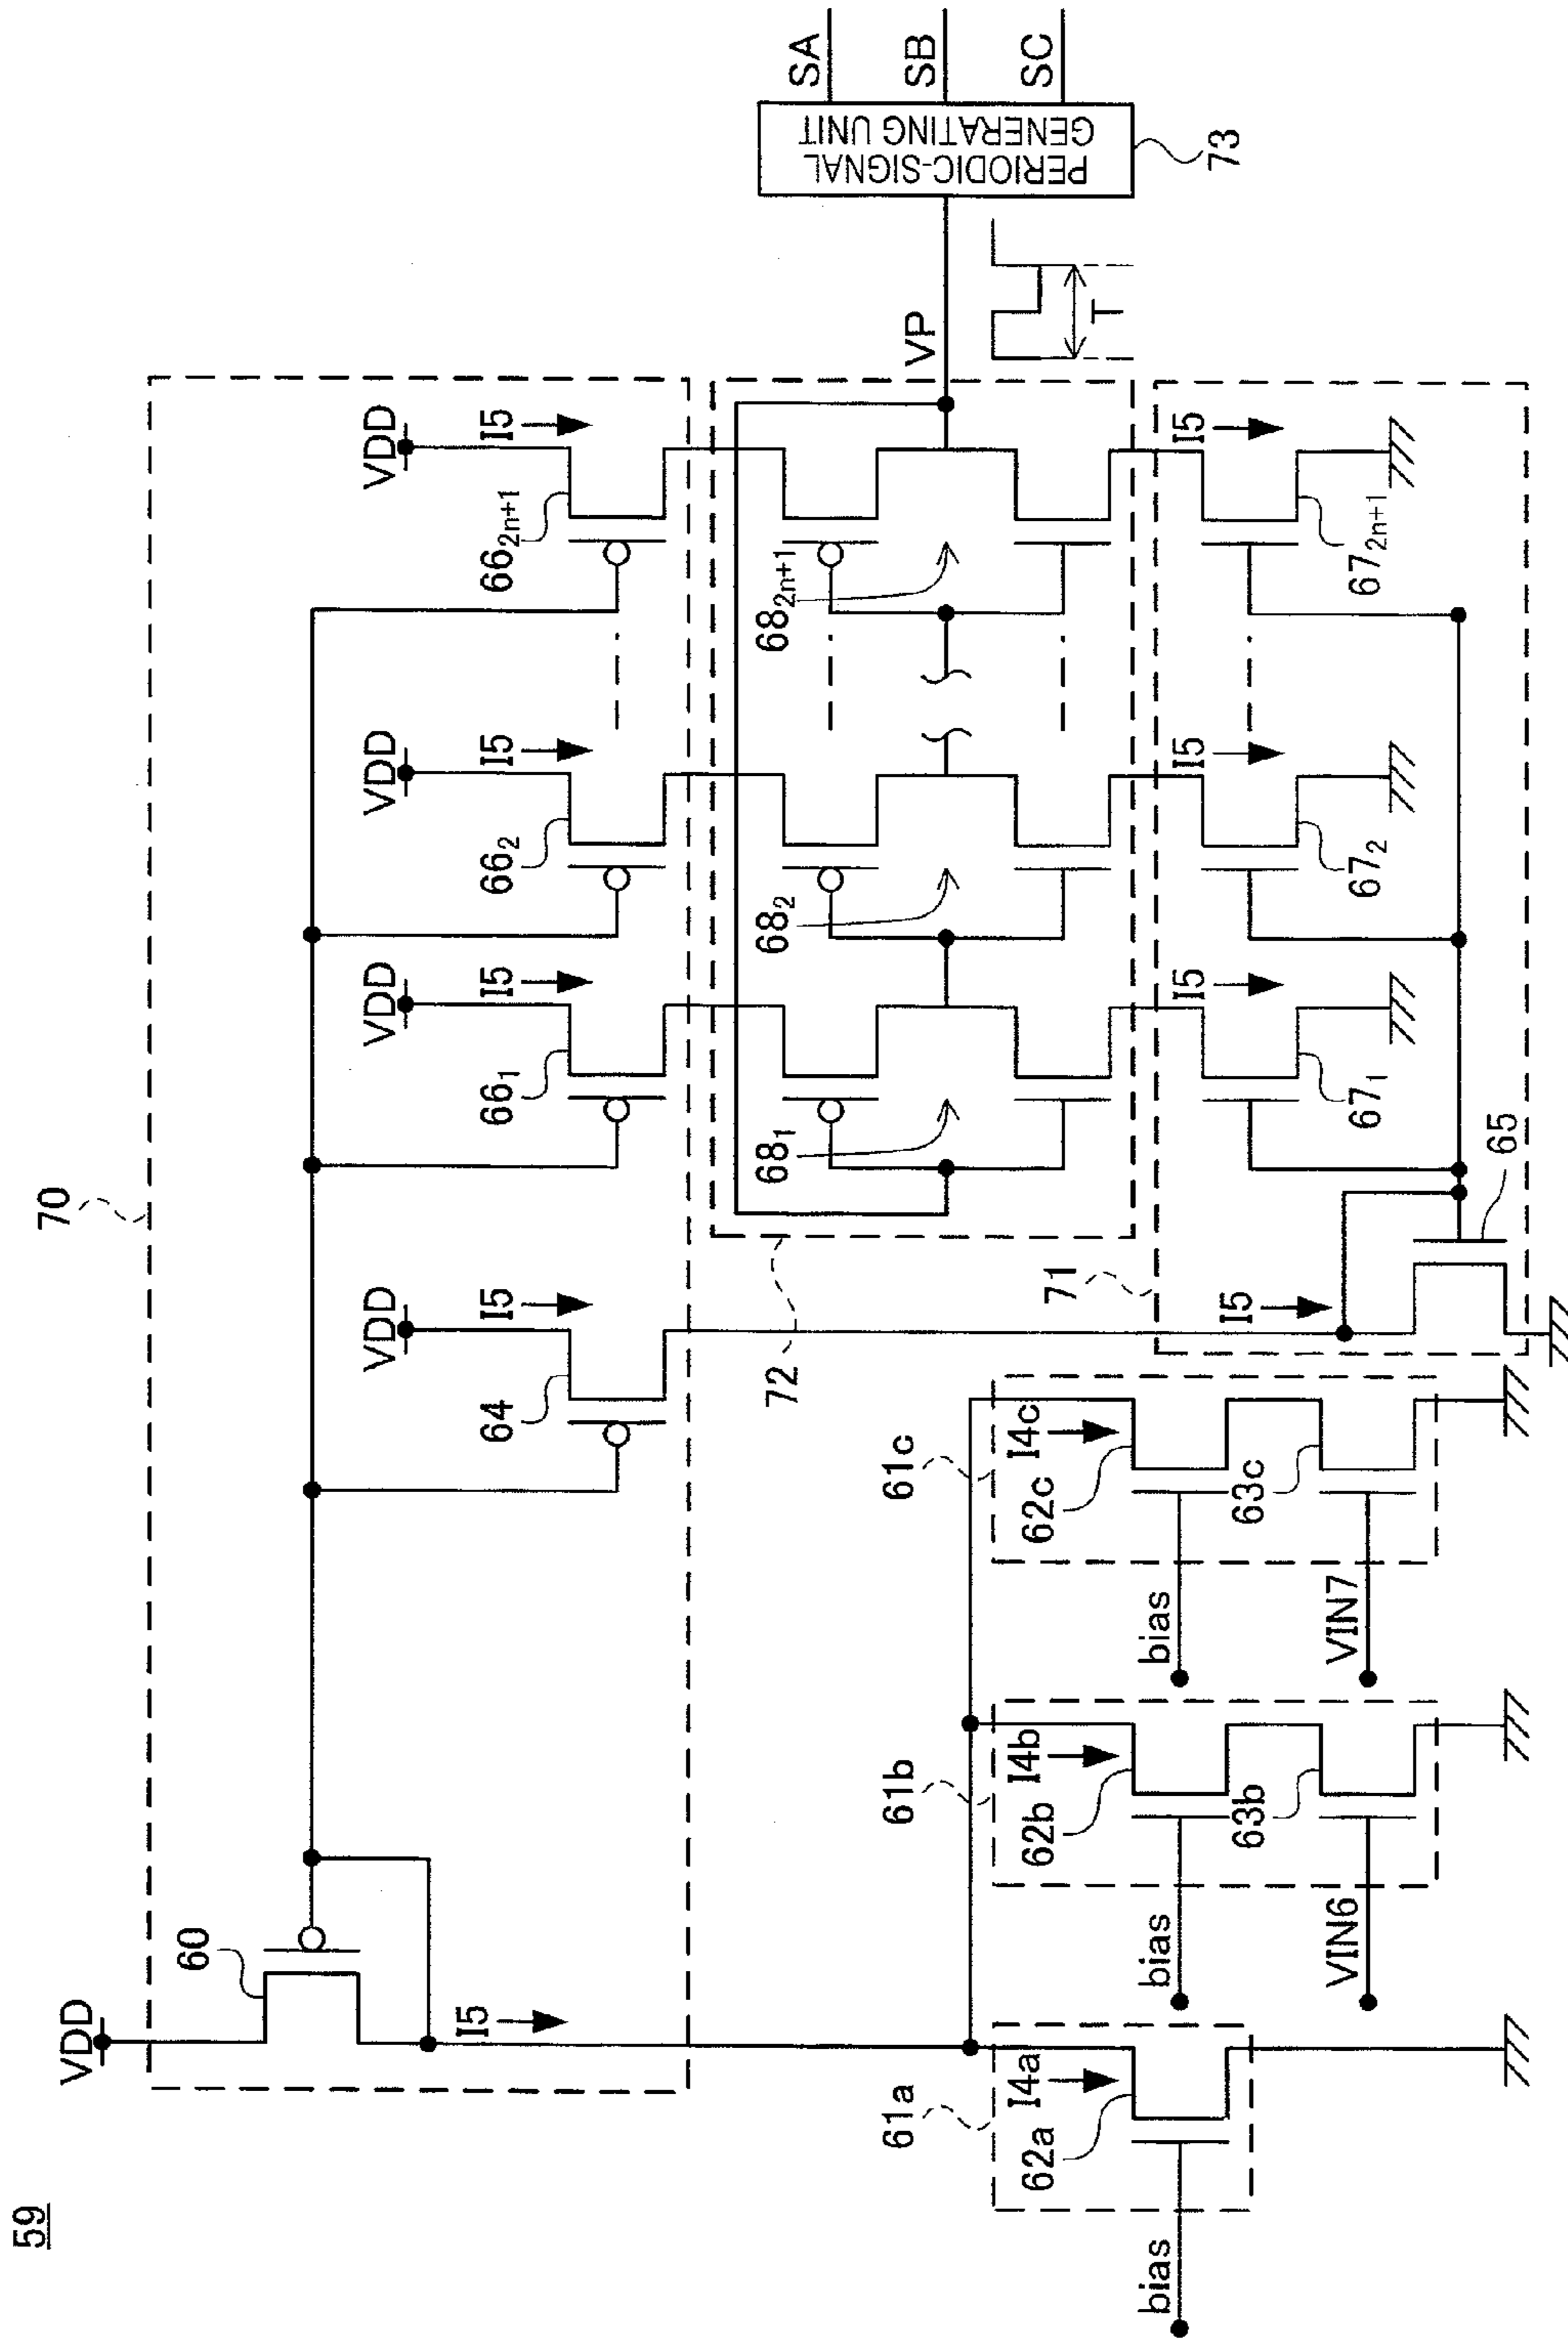 59
VDD
60
I5
70
VDD
64
I5
VDD
66₁
I5
VDD
66₂
I5
VDD
66₂ₙ₊₁
I5
72
68₁
68₂
68₂ₙ₊₁
VP
T
PERIODIC-SIGNAL
GENERATING UNIT
73
SA
SB
SC
61a
I4a
62a
bias
61b
I4b
62b
bias
63b
VIN6
61c
I4c
62c
bias
63c
VIN7
71
I5
65
I5
67₁
I5
67₂
I5
67₂ₙ₊₁